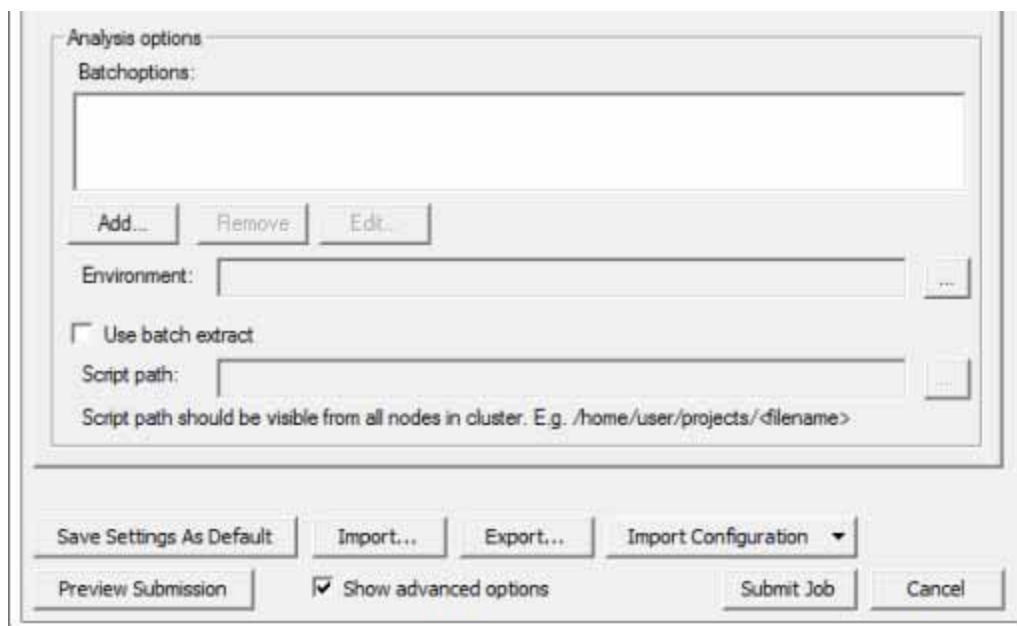 Analysis options
Batchoptions:
Add... Remove Edit...
Environment: ...
Use batch extract
Script path: ...
Script path should be visible from all nodes in cluster. E.g. /home/user/projects/<filename>
Save Settings As Default Import... Export... Import Configuration
Preview Submission Show advanced options Submit Job Cancel